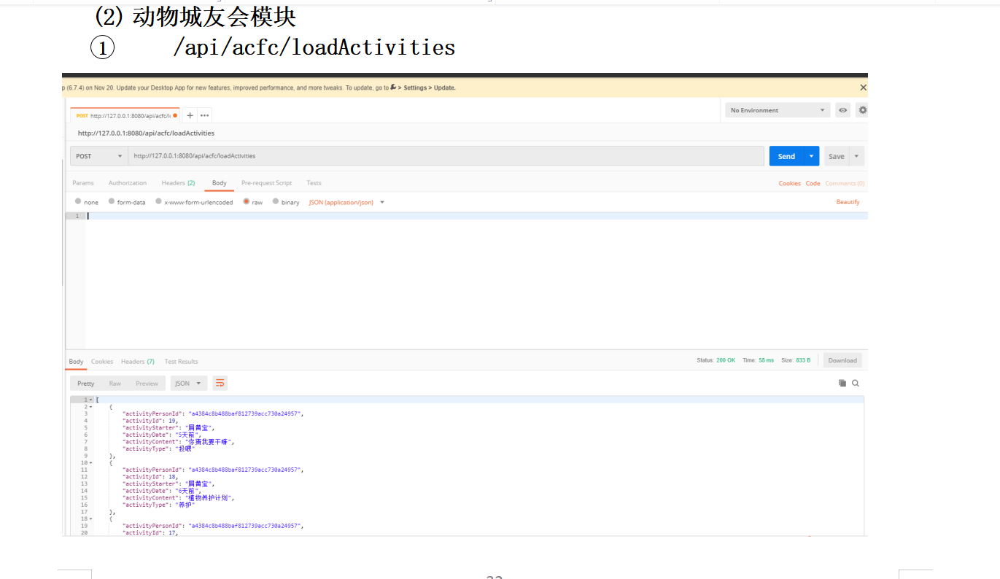 (2) 动物城友会模块
① /api/acfc/loadActivities
p (6.7.4) on Nov 20. Update your Desktop App for new features, improved performance, and more tweaks. To update, go to > Settings > Update.
POST http://127.0.0.1:8080/api/acfc/l
No Environment
http://127.0.0.1:8080/api/acfc/loadActivities
POST http://127.0.0.1:8080/api/acfc/loadActivities Send Save
Params Authorization Headers (2) Body Pre-request Script Tests Cookies Code Comments (0)
none form-data x-www-form-urlencoded raw binary JSON (application/json) Beautify
1
Body Cookies Headers (7) Test Results Status: 200 OK Time: 58 ms Size: 833 B Download
Pretty Raw Preview JSON
1 [
2 {
3 "activityPersonId": "a4384c8b488baf812739acc730a24957",
4 "activityId": 19,
5 "activityStarter": "屑黄宝",
6 "activityDate": "5天前",
7 "activityContent": "你猜我要干嘛",
8 "activityType": "投喂"
9 },
10 {
11 "activityPersonId": "a4384c8b488baf812739acc730a24957",
12 "activityId": 18,
13 "activityStarter": "屑黄宝",
14 "activityDate": "6天前",
15 "activityContent": "植物养护计划",
16 "activityType": "养护"
17 },
18 {
19 "activityPersonId": "a4384c8b488baf812739acc730a24957",
20 "activityId": 17,